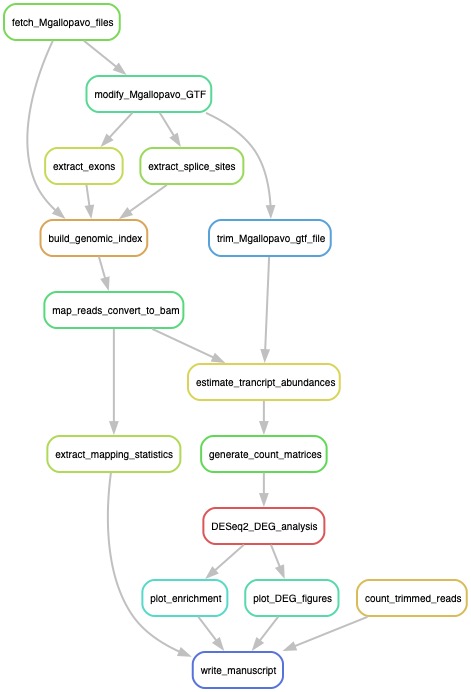 fetch_Mgallopavo_files
modify_Mgallopavo_GTF
extract_exons
extract_splice_sites
build_genomic_index
trim_Mgallopavo_gtf_file
map_reads_convert_to_bam
estimate_trancript_abundances
extract_mapping_statistics
generate_count_matrices
DESeq2_DEG_analysis
plot_enrichment
plot_DEG_figures
count_trimmed_reads
write_manuscript